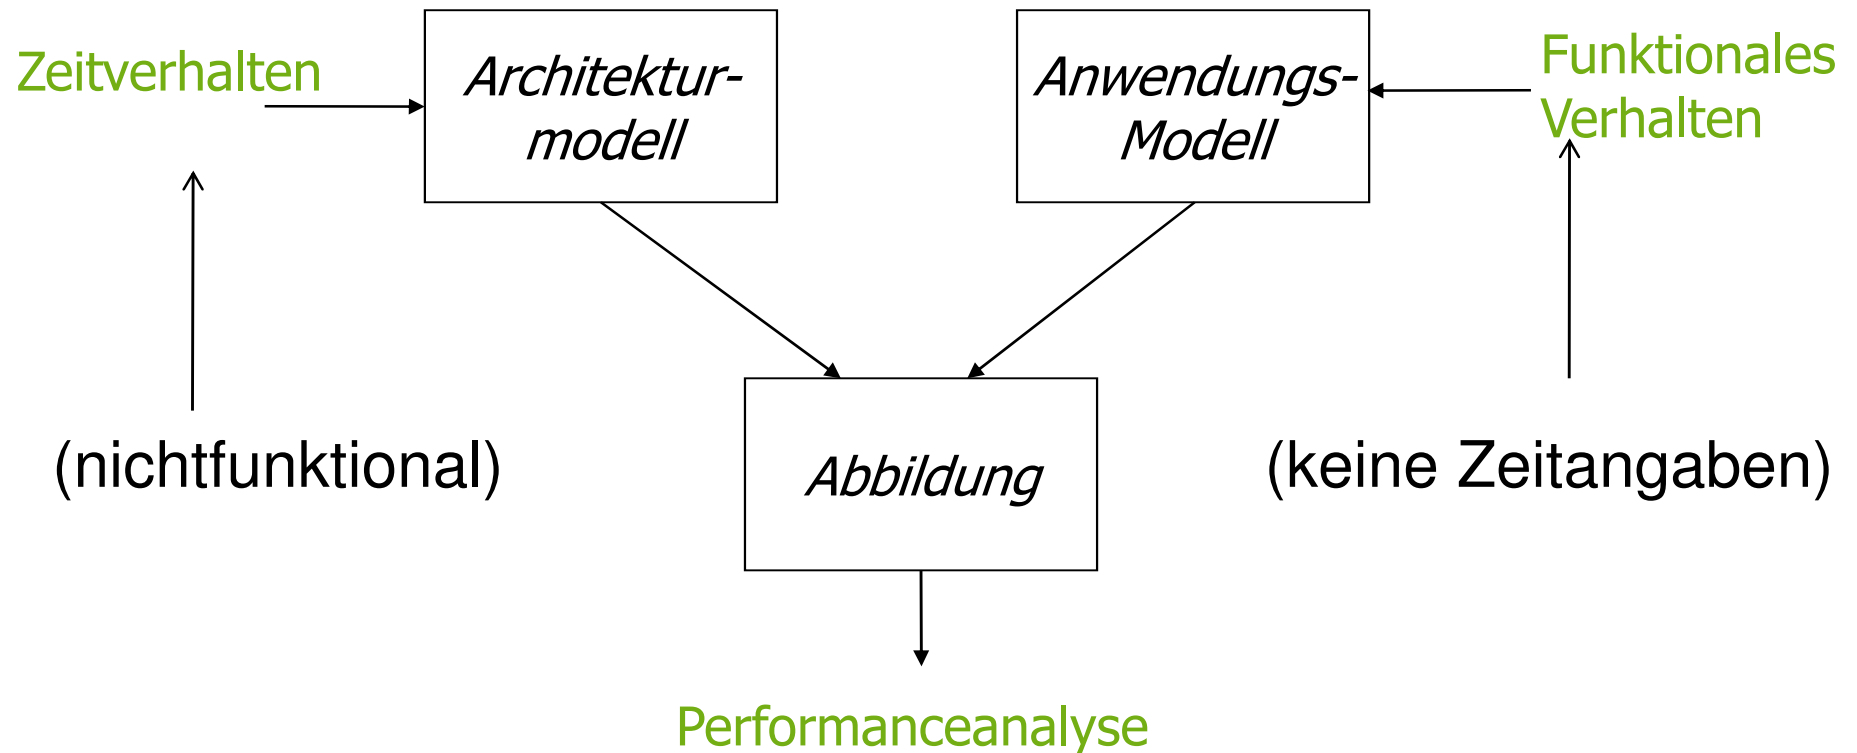 Zeitverhalten
Architektur-
modell
Anwendungs-
Modell
Funktionales
Verhalten
(nichtfunktional)
Abbildung
(keine Zeitangaben)
Performanceanalyse